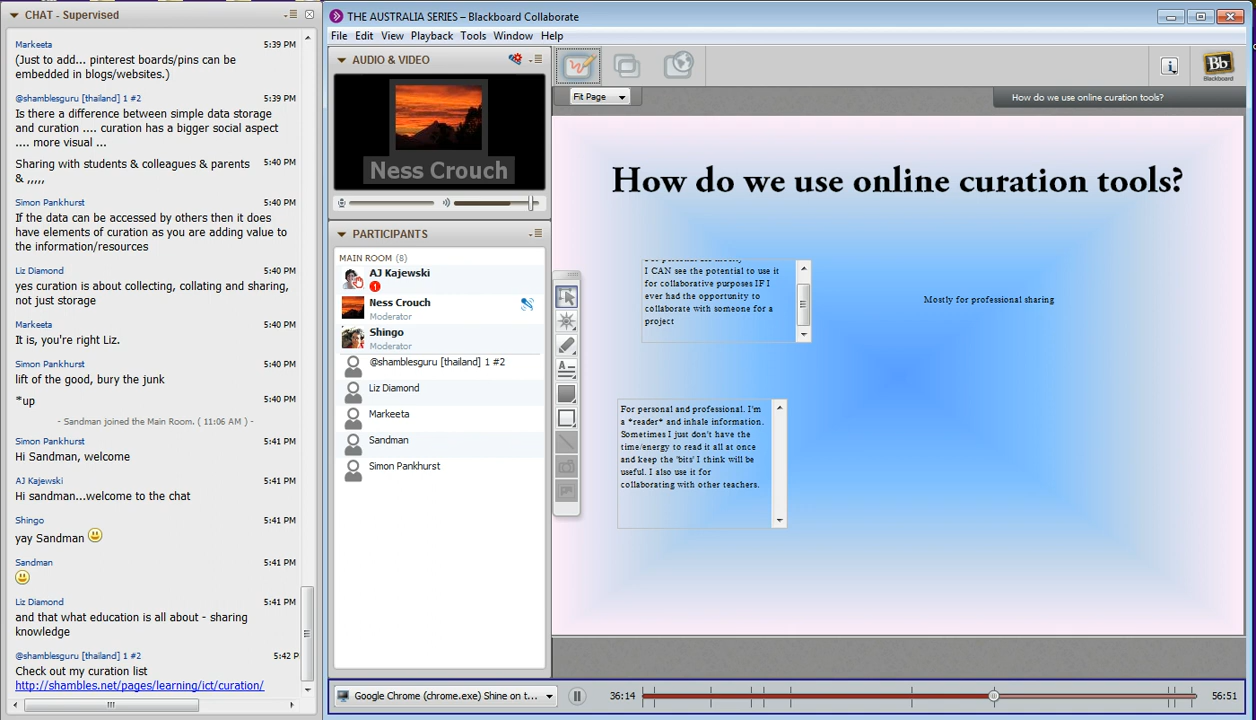 CHAT - Supervised
Markeeta 5:39 PM
(Just to add... pinterest boards/pins can be
embedded in blogs/websites.)
@shamblesguru [thailand] 1 #2 5:39 PM
Is there a difference between simple data storage
and curation .... curation has a bigger social aspect
.... more visual ...
Sharing with students & colleagues & parents 5:40 PM
& ,,,,,
Simon Pankhurst 5:40 PM
If the data can be accessed by others then it does
have elements of curation as you are adding value to
the information/resources
Liz Diamond 5:40 PM
yes curation is about collecting, collating and sharing,
not just storage
Markeeta 5:40 PM
It is, you're right Liz.
Simon Pankhurst 5:40 PM
lift of the good, bury the junk
*up 5:40 PM
- Sandman joined the Main Room. ( 11:06 AM ) -
Simon Pankhurst 5:41 PM
Hi Sandman, welcome
AJ Kajewski 5:41 PM
Hi sandman...welcome to the chat
Shingo 5:41 PM
yay Sandman
Sandman 5:41 PM
Liz Diamond 5:41 PM
and that what education is all about - sharing
knowledge
@shamblesguru [thailand] 1 #2 5:42 P
Check out my curation list
http://shambles.net/pages/learning/ict/curation/
THE AUSTRALIA SERIES – Blackboard Collaborate
File Edit View Playback Tools Window Help
AUDIO & VIDEO
Ness Crouch
PARTICIPANTS
MAIN ROOM (8)
AJ Kajewski
1
Ness Crouch
Moderator
Shingo
Moderator
@shamblesguru [thailand] 1 #2
Liz Diamond
Markeeta
Sandman
Simon Pankhurst
Bb
Blackboard
Fit Page
How do we use online curation tools?
How do we use online curation tools?
I CAN see the potential to use it
for collaborative purposes IF I
ever had the opportunity to
collaborate with someone for a
project
Mostly for professional sharing
For personal and professional. I'm
a *reader* and inhale information.
Sometimes I just don't have the
time/energy to read it all at once
and keep the 'bits' I think will be
useful. I also use it for
collaborating with other teachers.
Google Chrome (chrome.exe) Shine on t...
36:14
56:51